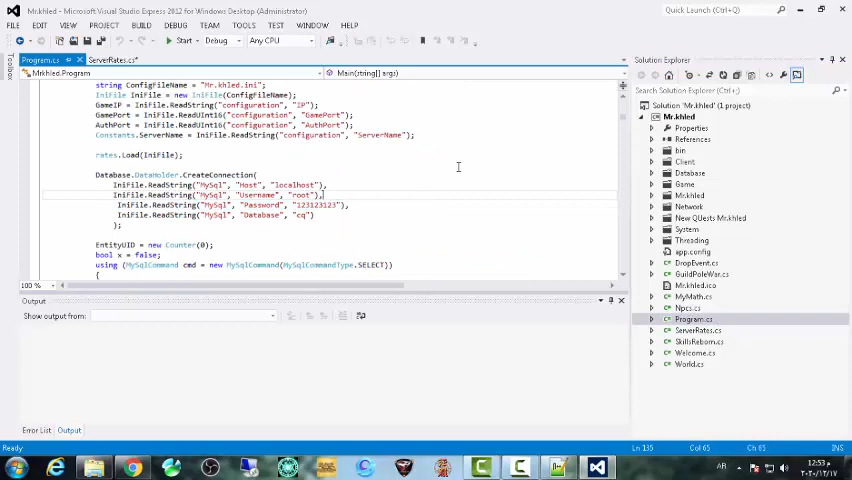 Mr.khled - Microsoft Visual Studio Express 2012 for Windows Desktop (Administrator)
Quick Launch (Ctrl+Q)
FILE EDIT VIEW PROJECT BUILD DEBUG TEAM TOOLS TEST WINDOW HELP
Start Debug Any CPU
Program.cs ServerRates.cs*
Mrkhled.Program Main(string[] args)
string ConfigFileName = "Mr.khled.ini";
IniFile IniFile = new IniFile(ConfigFileName);
GameIP = IniFile.ReadString("configuration", "IP");
GamePort = IniFile.ReadUInt16("configuration", "GamePort");
AuthPort = IniFile.ReadUInt16("configuration", "AuthPort");
Constants.ServerName = IniFile.ReadString("configuration", "ServerName");
rates.Load(IniFile);
Database.DataHolder.CreateConnection(
IniFile.ReadString("MySql", "Host", "localhost"),
IniFile.ReadString("MySql", "Username", "root"),
IniFile.ReadString("MySql", "Password", "123123123"),
IniFile.ReadString("MySql", "Database", "cq")
);
EntityUID = new Counter(0);
bool x = false;
using (MySqlCommand cmd = new MySqlCommand(MySqlCommandType.SELECT))
{
100 %
Output
Show output from:
Error List Output
Toolbox
Solution Explorer
Search Solution Explorer (Ctrl+;)
Solution 'Mr.khled' (1 project)
Mr.khled
Properties
References
bin
Client
Database
Game
Mr.khled
Network
New QUests Mr.khled
System
Threading
app.config
DropEvent.cs
GuildPoleWar.cs
Mr.khled.ico
MyMath.cs
Npcs.cs
Program.cs
ServerRates.cs
SkillsReborn.cs
Welcome.cs
World.cs
Ready Ln 135 Col 65 Ch 65 INS
AR
12:53 م
٢٠٢٠/١٢/١٧